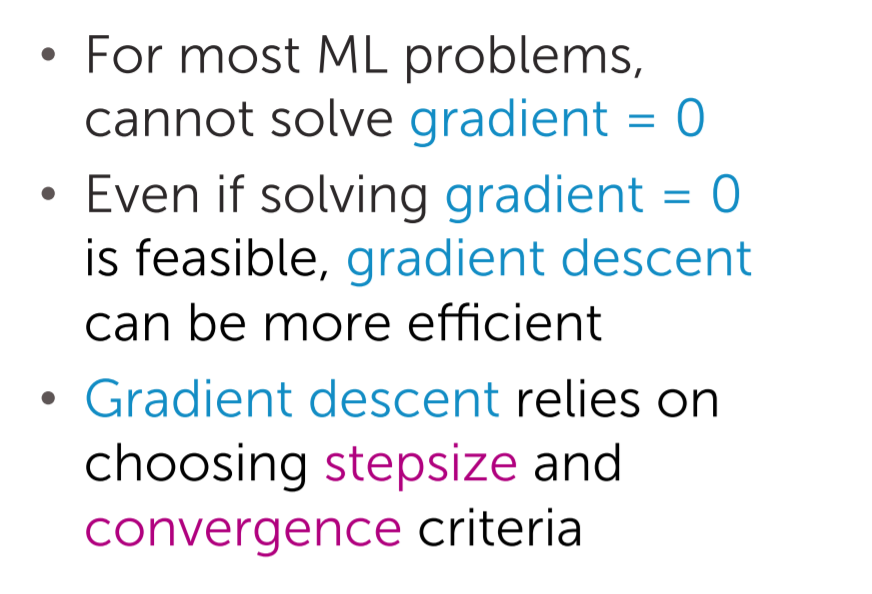 • For most ML problems,
cannot solve gradient = 0
• Even if solving gradient = 0
is feasible, gradient descent
can be more efficient
• Gradient descent relies on
choosing stepsize and
convergence criteria